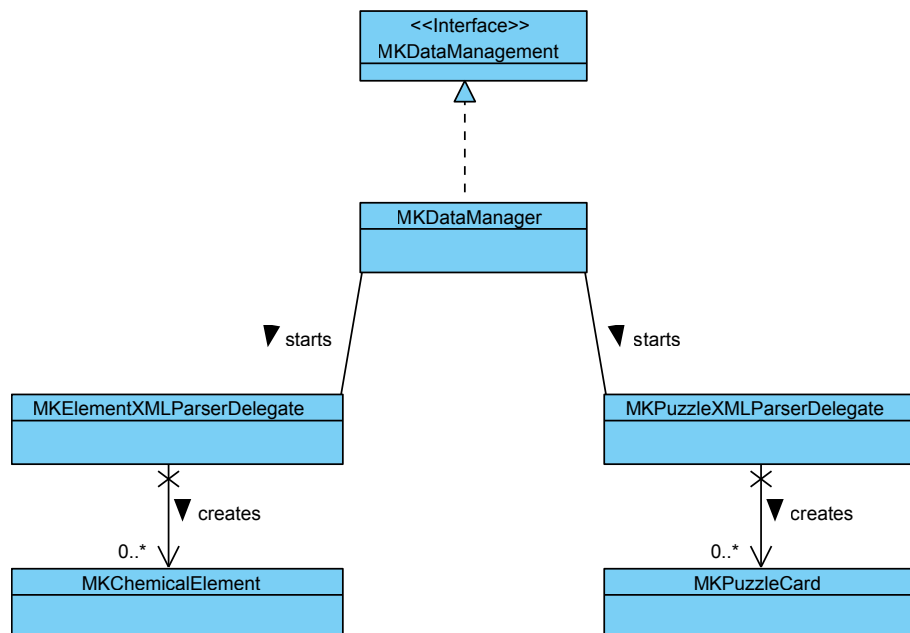 <<Interface>>
MKDataManagement
MKDataManager
starts
starts
MKElementXMLParserDelegate
MKPuzzleXMLParserDelegate
creates
creates
0..*
0..*
MKChemicalElement
MKPuzzleCard